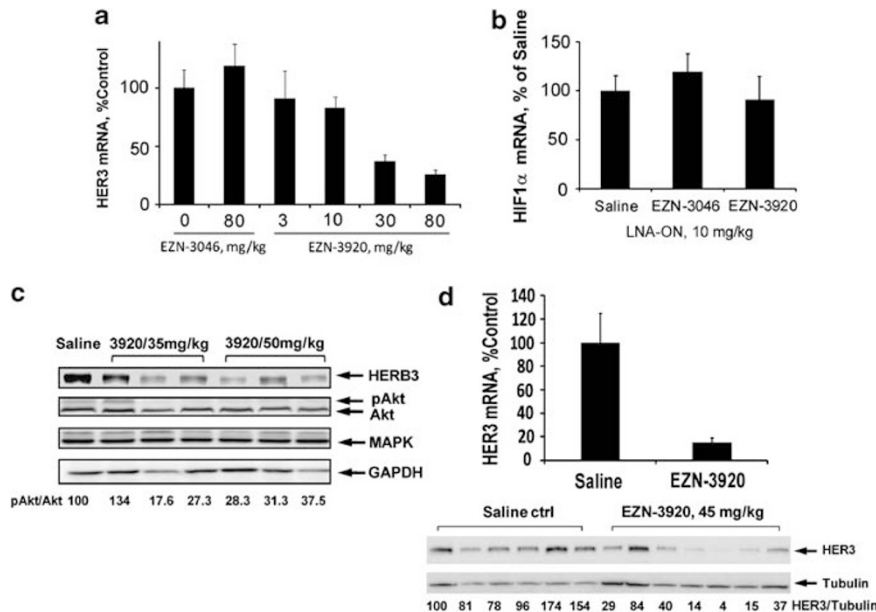 a
HER3 mRNA, %Control
100
50
0
0 80 3 10 30 80
EZN-3046, mg/kg EZN-3920, mg/kg
b
HIF1α mRNA, % of Saline
150
100
50
0
Saline EZN-3046 EZN-3920
LNA-ON, 10 mg/kg
c
Saline 3920/35mg/kg 3920/50mg/kg
HERB3
pAkt
Akt
MAPK
GAPDH
pAkt/Akt 100 134 17.6 27.3 28.3 31.3 37.5
d
HER3 mRNA, %Control
140
120
100
80
60
40
20
0
Saline EZN-3920
Saline ctrl EZN-3920, 45 mg/kg
HER3
Tubulin
100 81 78 96 174 154 29 84 40 14 4 15 37 HER3/Tubulin